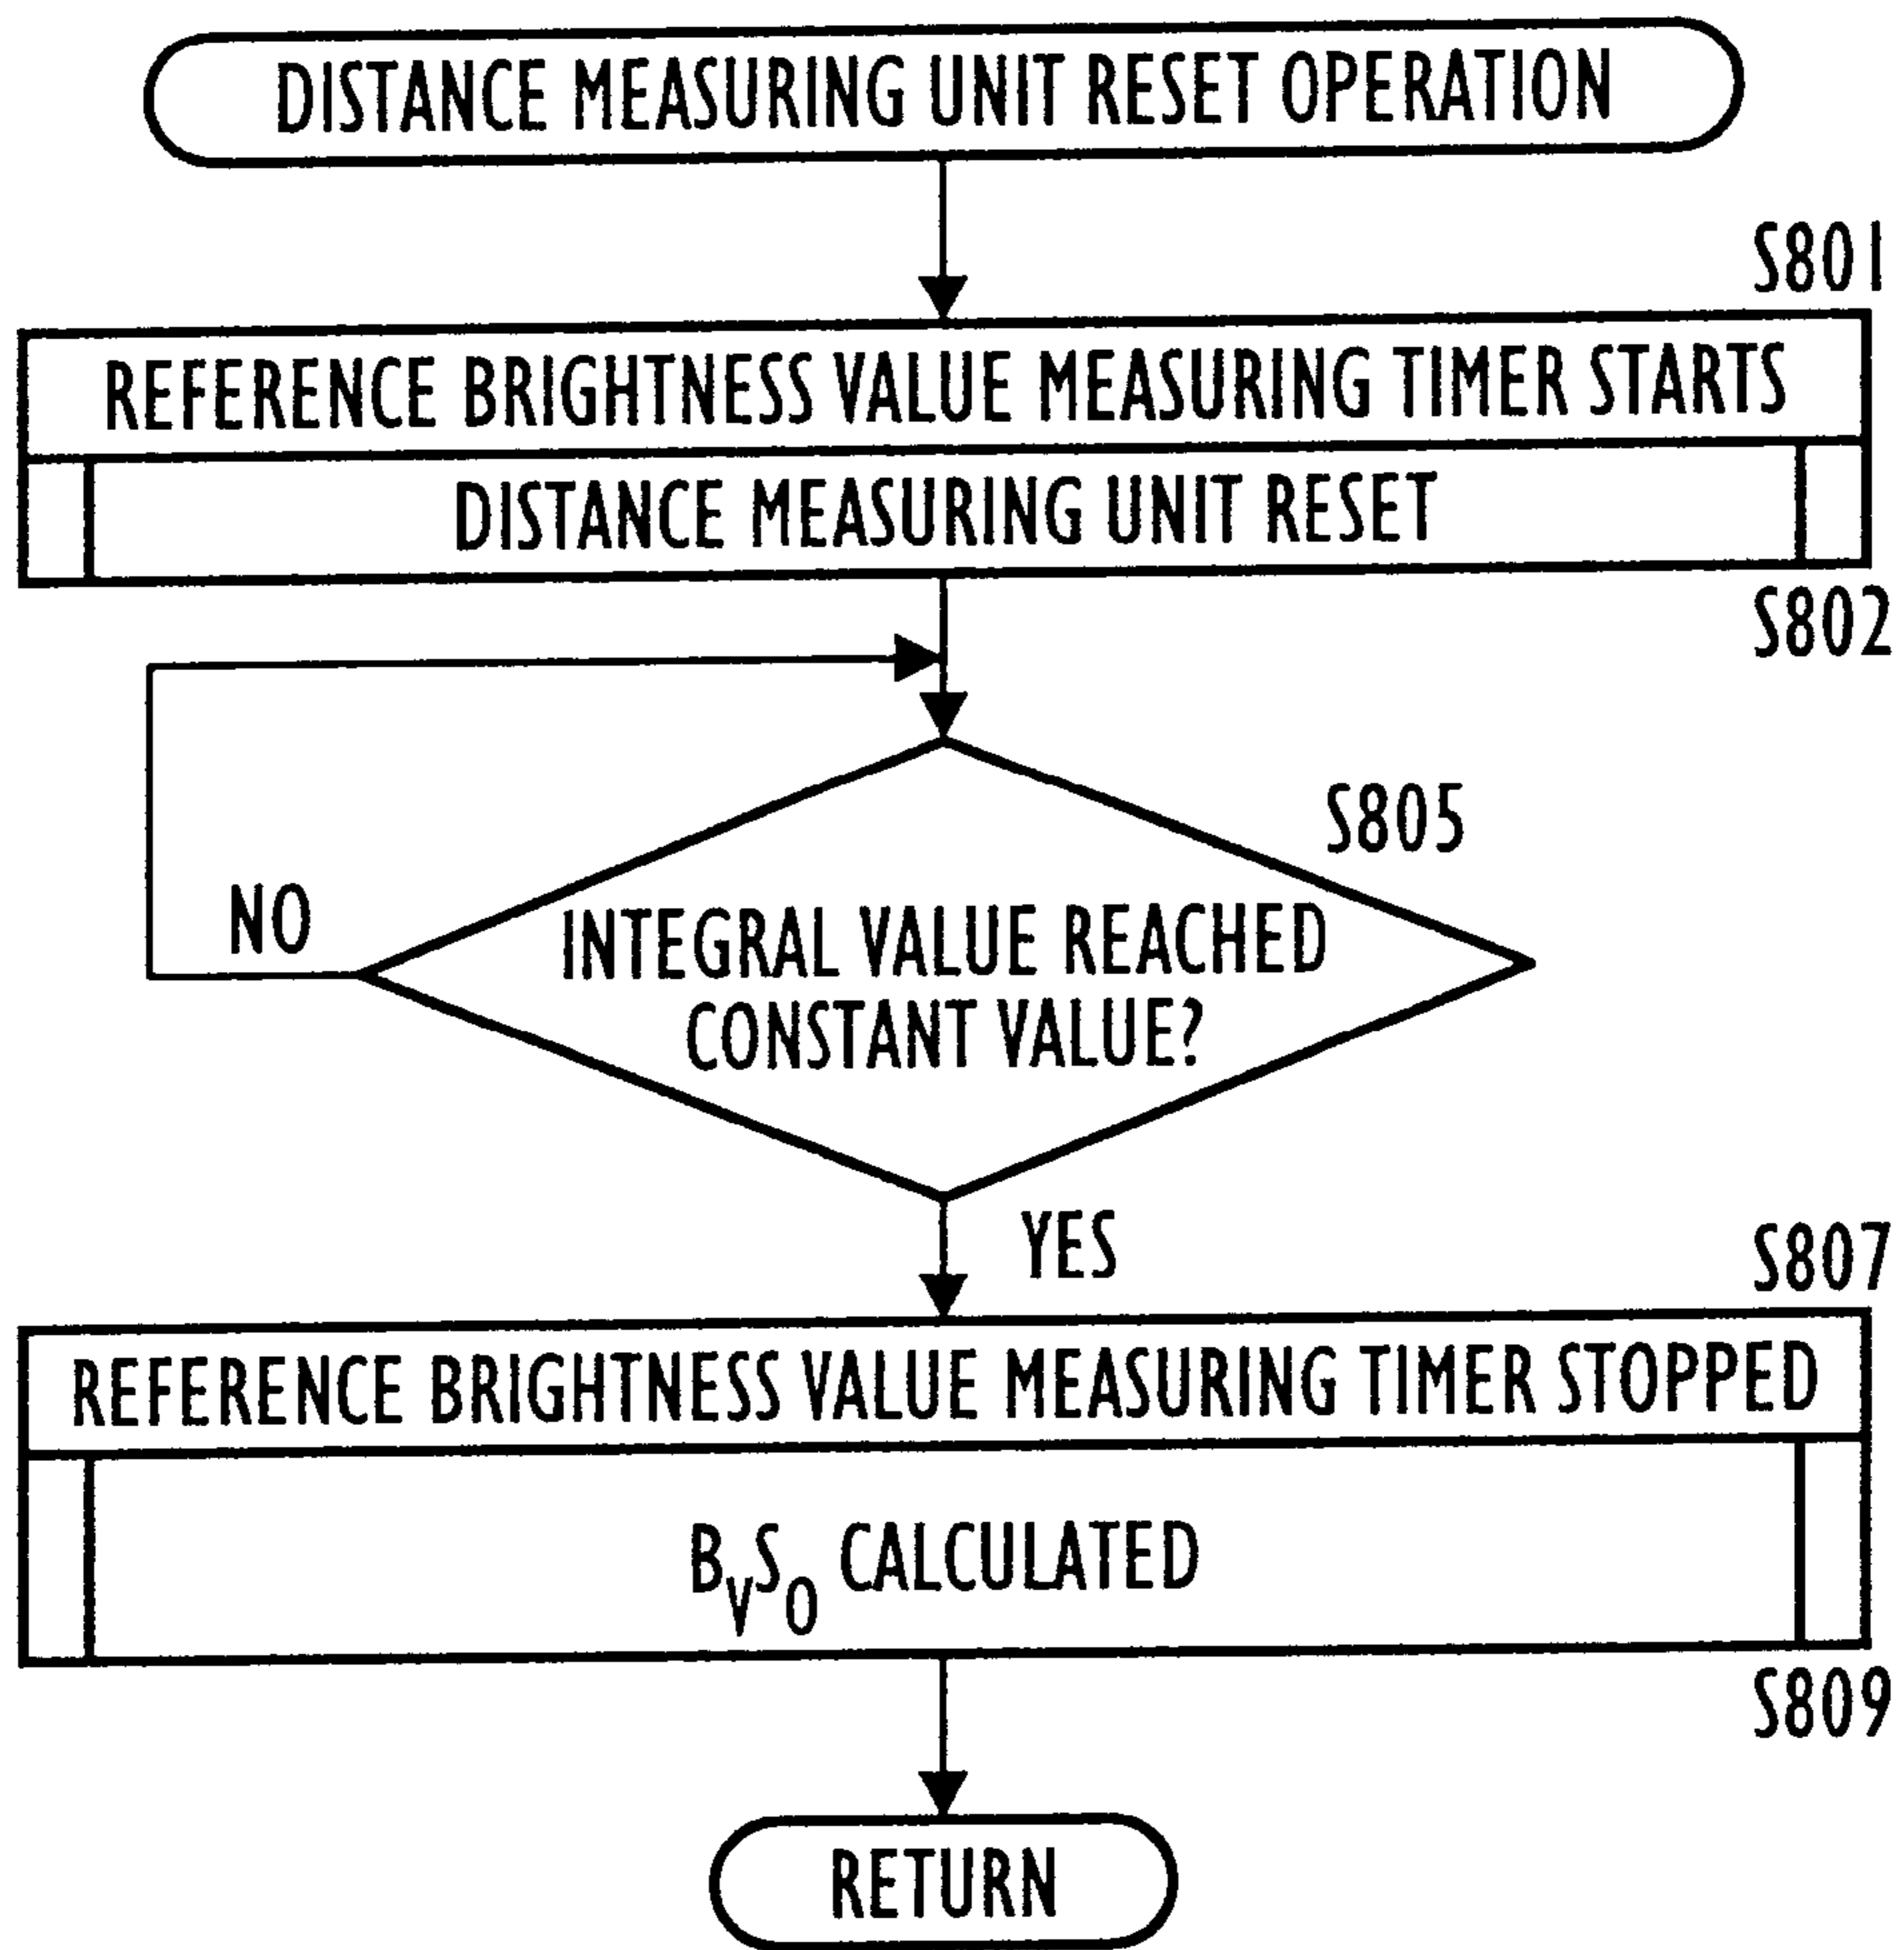 DISTANCE MEASURING UNIT RESET OPERATION
S801
REFERENCE BRIGHTNESS VALUE MEASURING TIMER STARTS
DISTANCE MEASURING UNIT RESET
S802
S805
NO
INTEGRAL VALUE REACHED
CONSTANT VALUE?
YES
S807
REFERENCE BRIGHTNESS VALUE MEASURING TIMER STOPPED
BVS0 CALCULATED
S809
RETURN